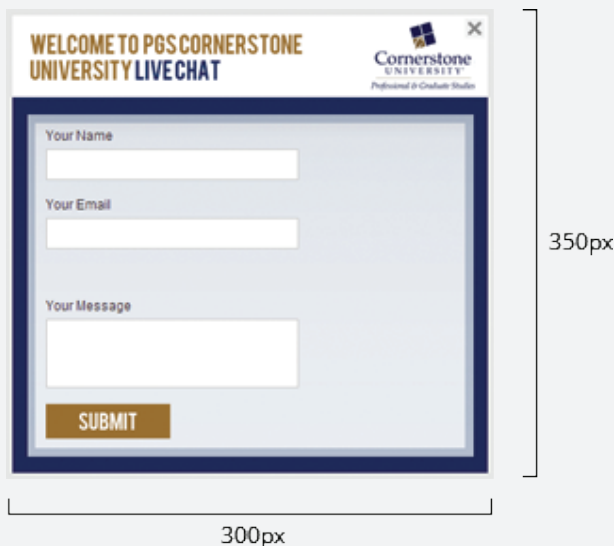 WELCOME TO PGS CORNERSTONE
UNIVERSITY LIVE CHAT
Cornerstone
UNIVERSITY
Professional & Graduate Studies
Your Name
Your Email
Your Message
SUBMIT
350px
300px